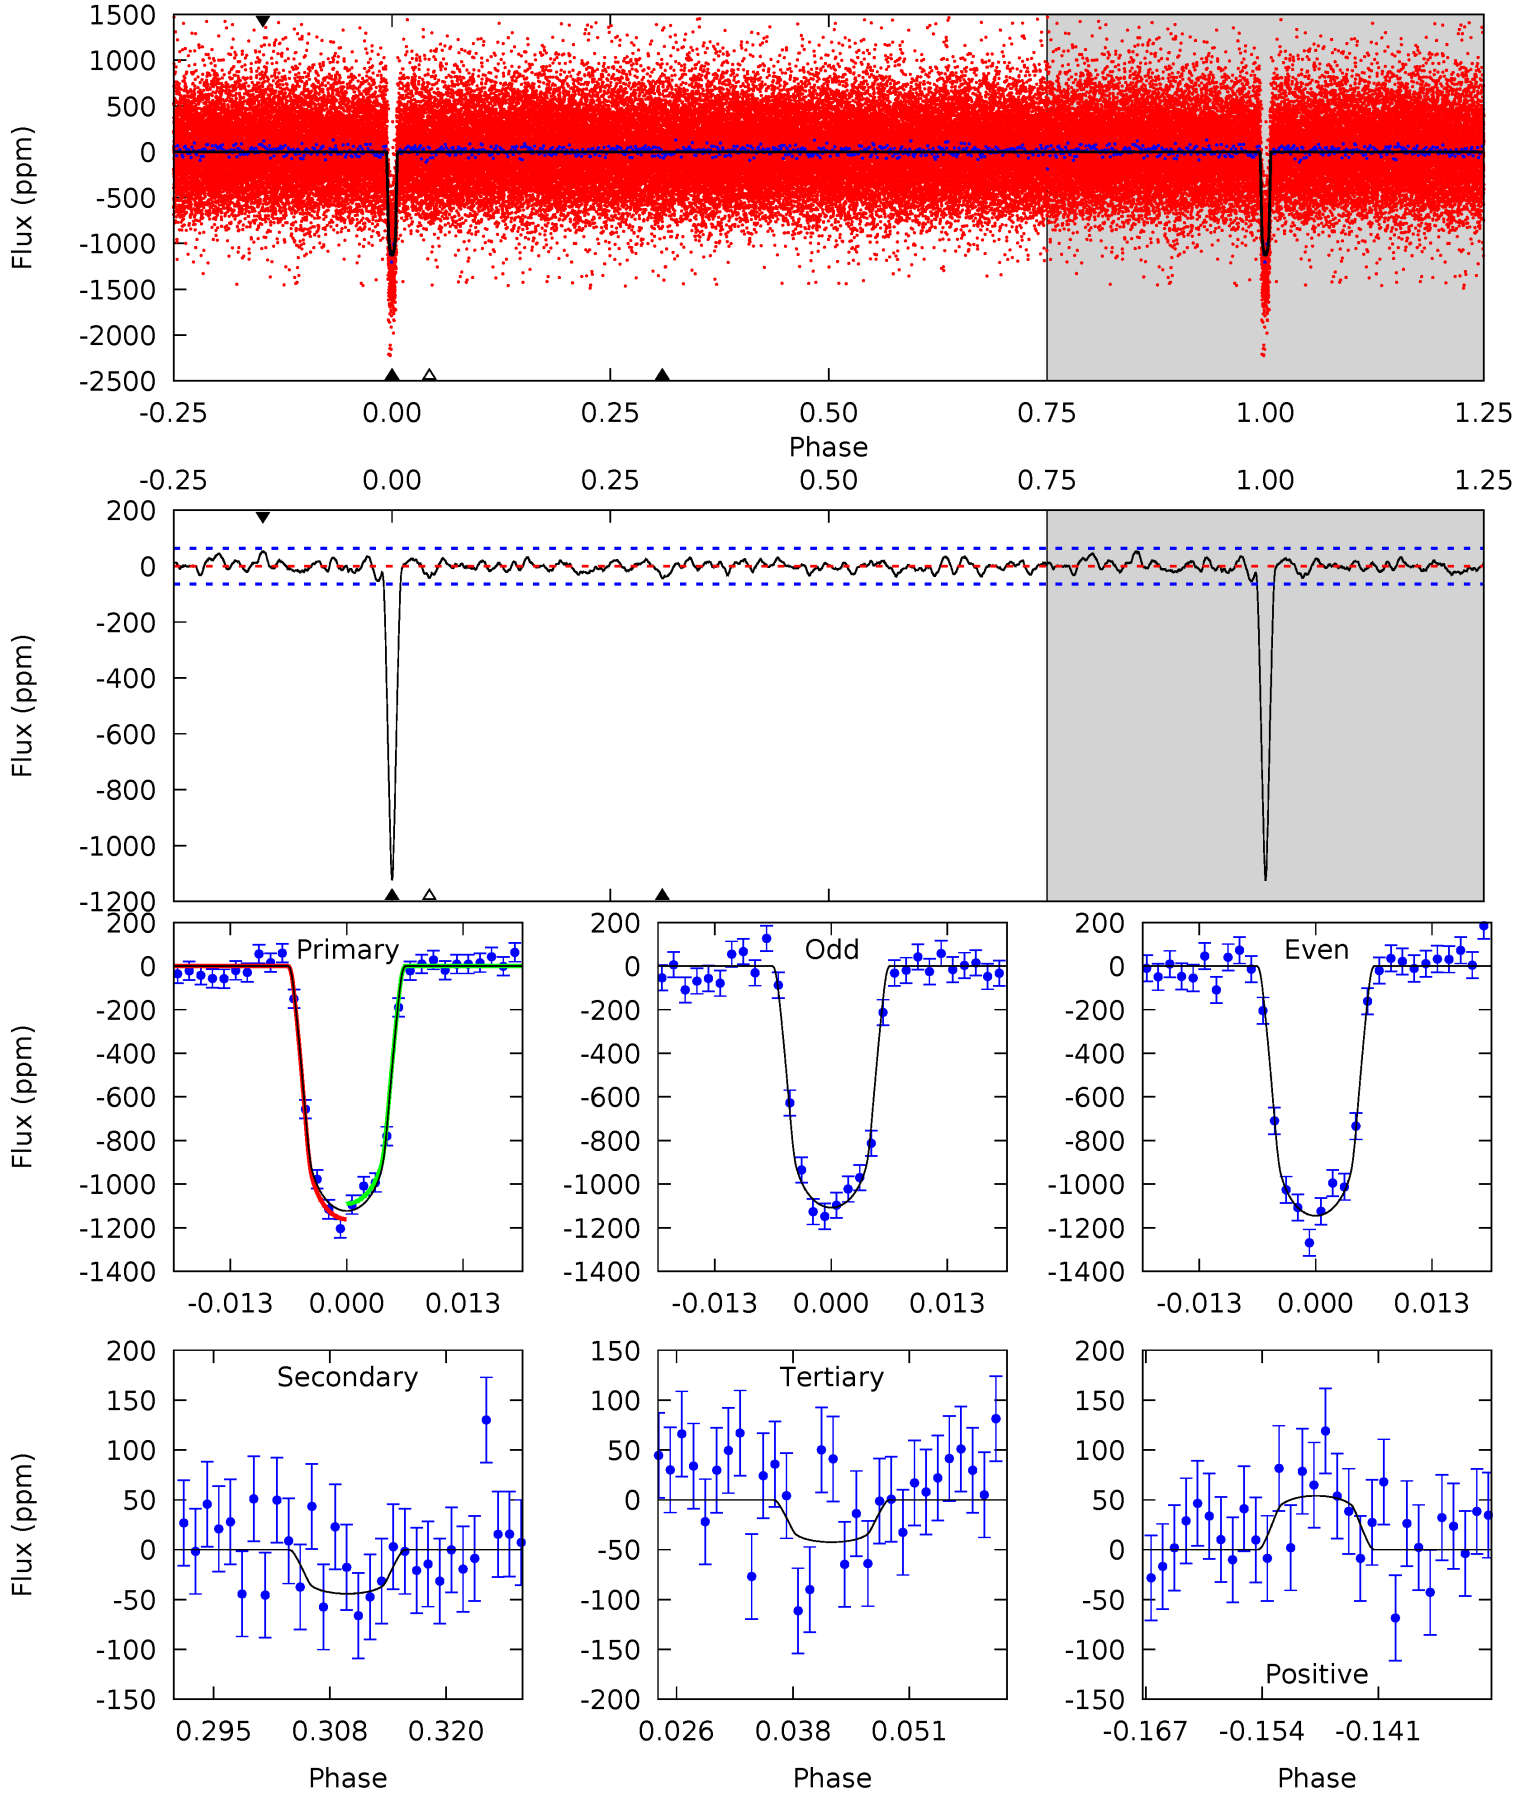 1500
1000
500
0
-500
-1000
-1500
-2000
-2500
Flux (ppm)
-0.25 0.00 0.25 0.50 0.75 1.00 1.25
Phase
-0.25 0.00 0.25 0.50 0.75 1.00 1.25
200
0
-200
-400
-600
-800
-1000
-1200
Flux (ppm)
Primary Odd Even
200 200 200
0 0 0
-200 -200 -200
-400 -400 -400
-600 -600 -600
-800 -800 -800
-1000 -1000 -1000
-1200 -1200 -1200
-1400 -1400 -1400
Flux (ppm)
-0.013 0.000 0.013 -0.013 0.000 0.013 -0.013 0.000 0.013
200 150 200
Secondary Tertiary
150 100 150
100 50 100
50 0 50
0 -50 0
-50 -100 -50
-100 -150 -100
Positive
-150 -200 -150
Flux (ppm)
0.295 0.308 0.320 0.026 0.038 0.051 -0.167 -0.154 -0.141
Phase Phase Phase